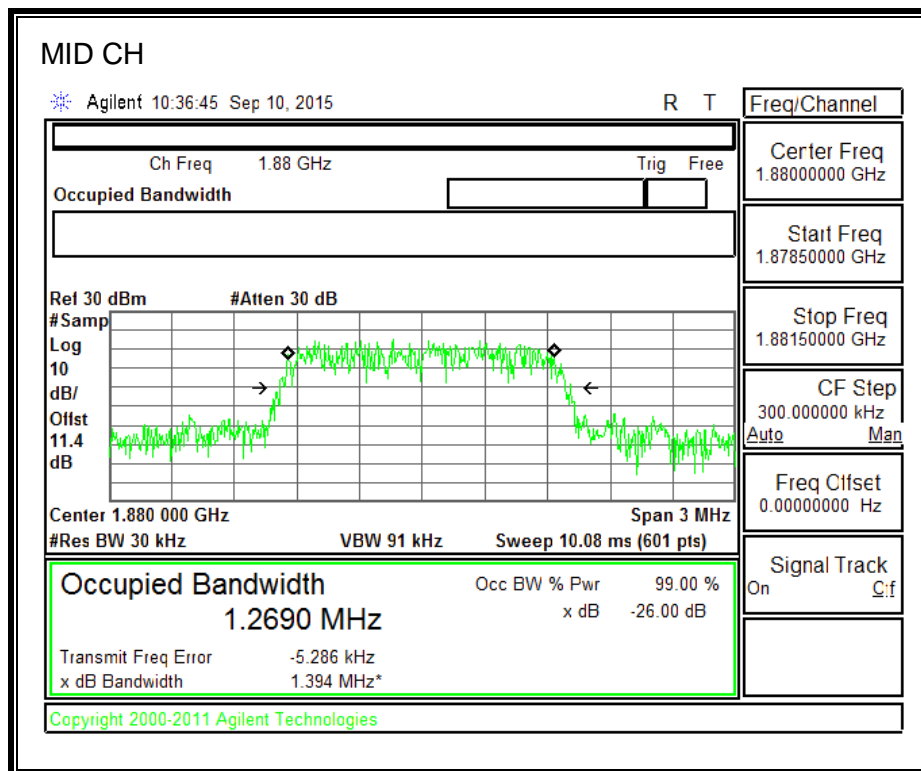 MID CH
Agilent 10:36:45 Sep 10, 2015 R T
Freq/Channel
Ch Freq 1.88 GHz Trig Free
Occupied Bandwidth
Center Freq
1.88000000 GHz
Start Freq
1.87850000 GHz
Stop Freq
1.88150000 GHz
CF Step
300.000000 kHz
Auto Man
Freq Offset
0.00000000 Hz
Signal Track
On Off
Ref 30 dBm #Atten 30 dB
#Samp
Log
10
dB/
Offst
11.4
dB
Center 1.880 000 GHz Span 3 MHz
#Res BW 30 kHz VBW 91 kHz Sweep 10.08 ms (601 pts)
Occupied Bandwidth Occ BW % Pwr 99.00 %
1.2690 MHz x dB -26.00 dB
Transmit Freq Error -5.286 kHz
x dB Bandwidth 1.394 MHz*
Copyright 2000-2011 Agilent Technologies